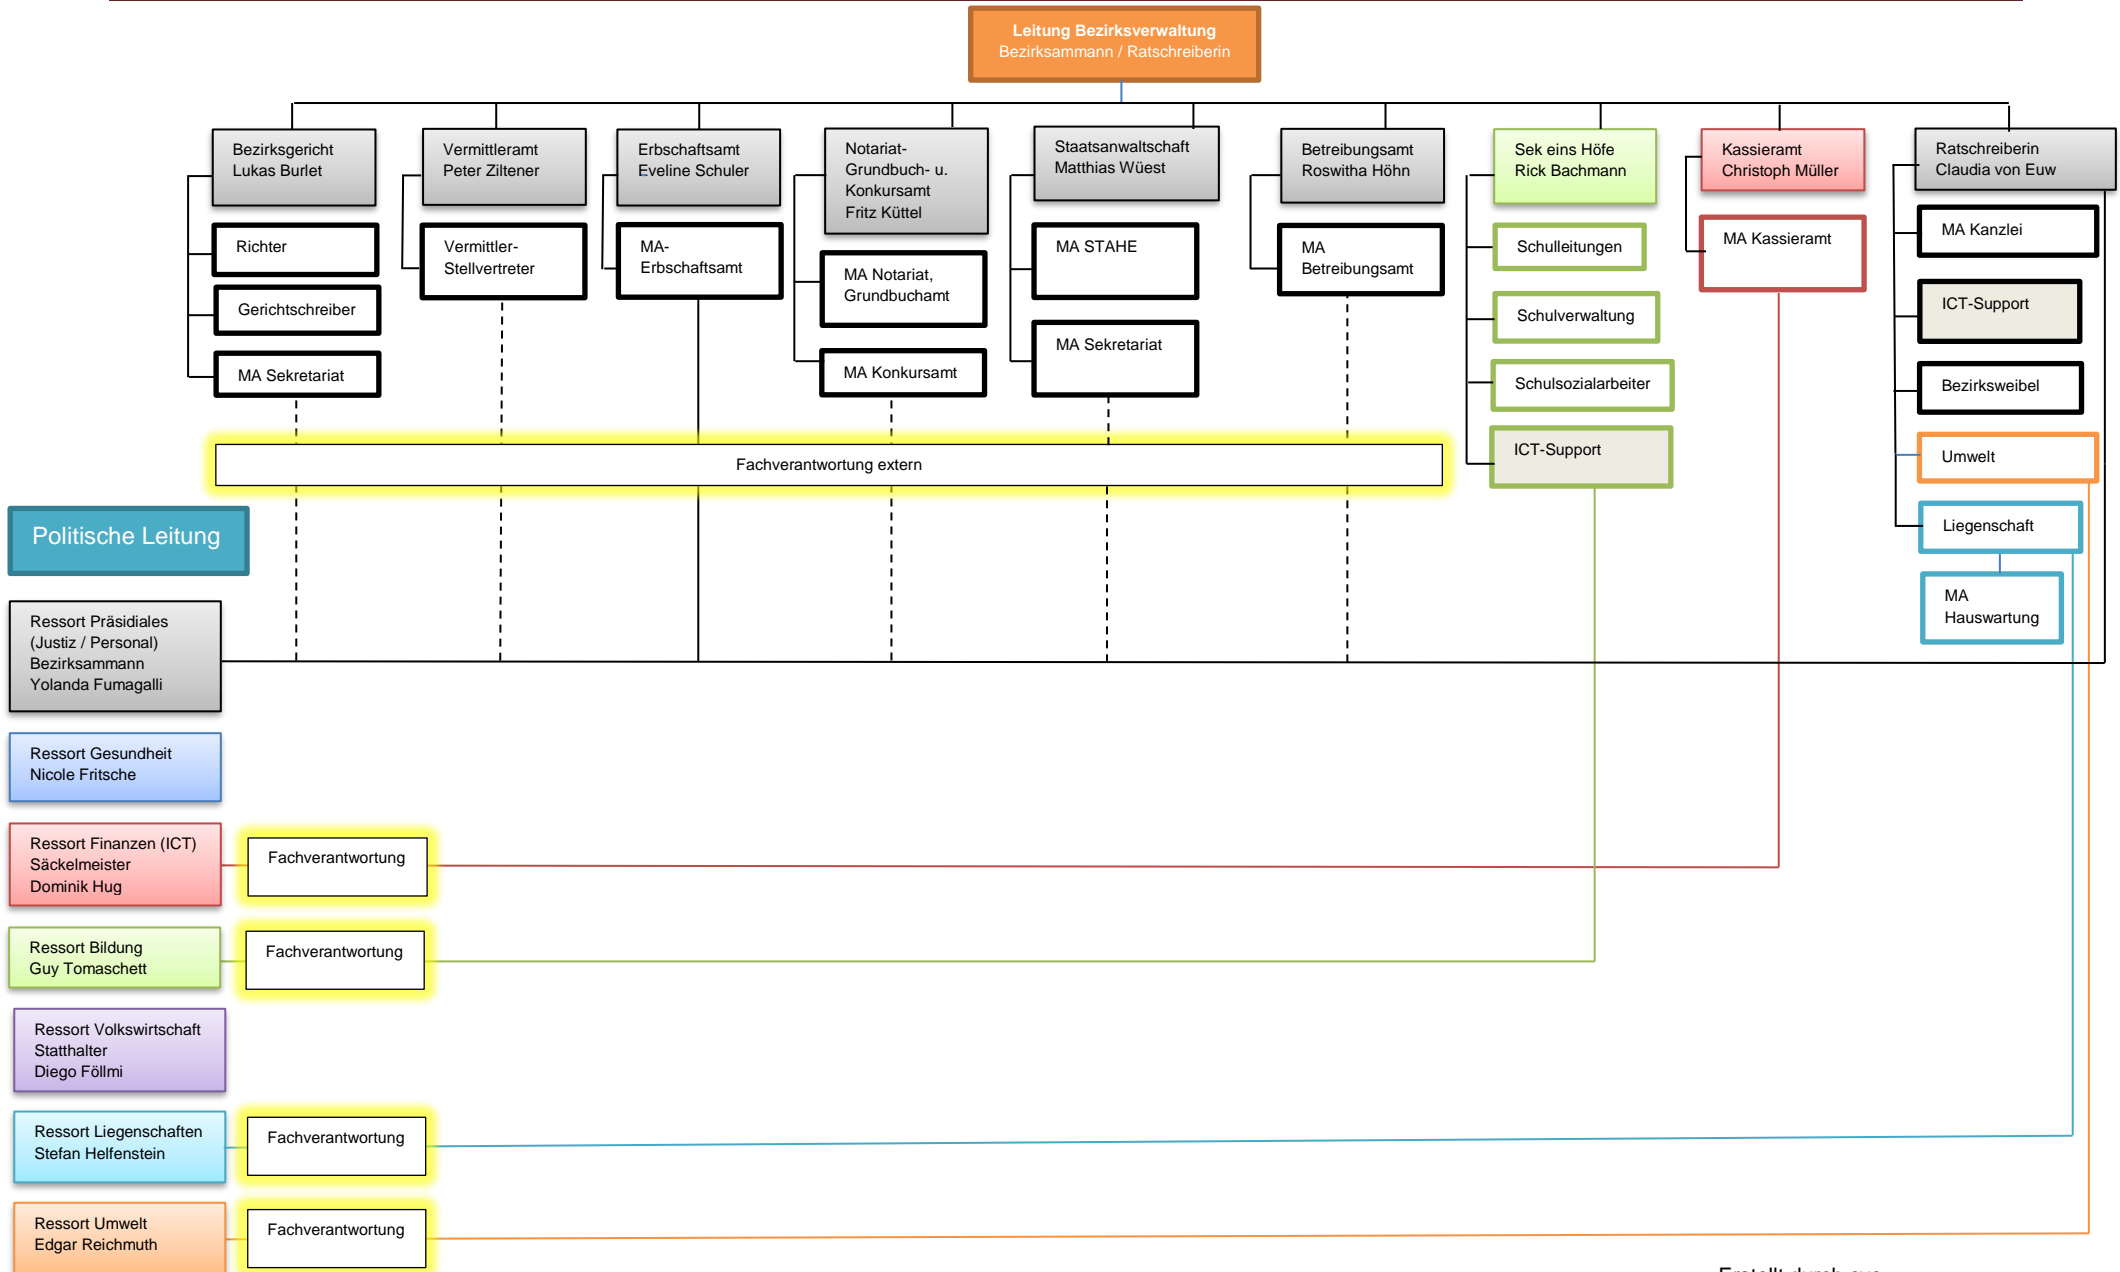 Leitung Bezirksverwaltung
Bezirksammann / Ratschreiberin
Bezirksgericht
Lukas Burlet
Richter
Gerichtschreiber
MA Sekretariat
Vermittleramt
Peter Ziltener
Vermittler-
Stellvertreter
Erbschaftsamt
Eveline Schuler
MA-
Erbschaftsamt
Notariat-
Grundbuch- u.
Konkursamt
Fritz Küttel
MA Notariat,
Grundbuchamt
MA Konkursamt
Staatsanwaltschaft
Matthias Wüest
MA STAHE
MA Sekretariat
Betreibungsamt
Roswitha Höhn
MA
Betreibungsamt
Sek eins Höfe
Rick Bachmann
Schulleitungen
Schulverwaltung
Schulsozialarbeiter
ICT-Support
Kassieramt
Christoph Müller
MA Kassieramt
Ratschreiberin
Claudia von Euw
MA Kanzlei
ICT-Support
Bezirksweibel
Umwelt
Liegenschaft
MA
Hauswartung
Fachverantwortung extern
Politische Leitung
Ressort Präsidiales
(Justiz / Personal)
Bezirksammann
Yolanda Fumagalli
Ressort Gesundheit
Nicole Fritsche
Ressort Finanzen (ICT)
Säckelmeister
Dominik Hug
Fachverantwortung
Ressort Bildung
Guy Tomaschett
Fachverantwortung
Ressort Volkswirtschaft
Statthalter
Diego Föllmi
Ressort Liegenschaften
Stefan Helfenstein
Fachverantwortung
Ressort Umwelt
Edgar Reichmuth
Fachverantwortung
Erstellt durch